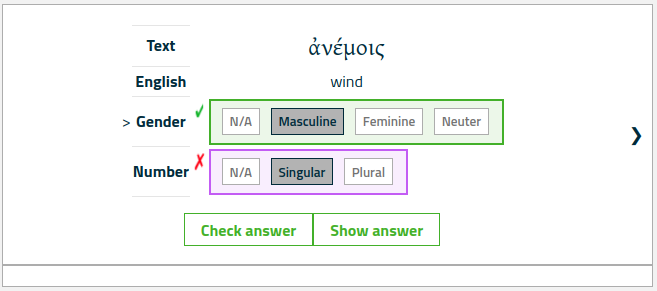 Text ἀνέμοις
English wind
> Gender ✓ N/A Masculine Feminine Neuter ❯
Number ✗ N/A Singular Plural
Check answer Show answer